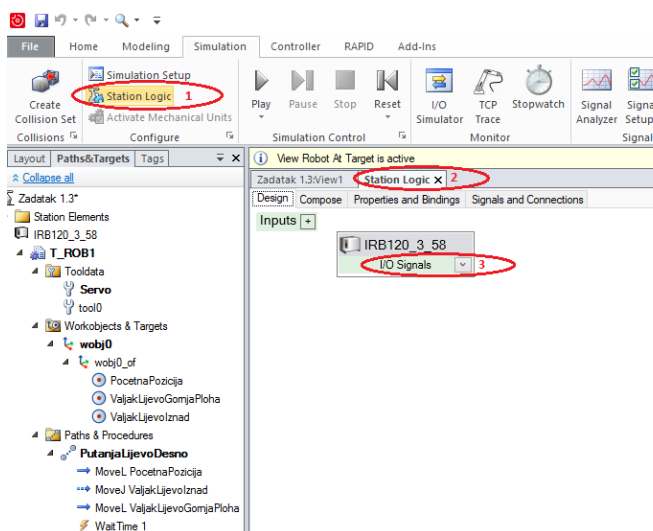 File Home Modeling Simulation Controller RAPID Add-Ins
Create Collision Set
Simulation Setup
Station Logic 1
Activate Mechanical Units
Play Pause Stop Reset
I/O Simulator
TCP Trace
Stopwatch
Signal Analyzer
Signa Setup
Collisions Configure Simulation Control Monitor Signal
Layout Paths&Targets Tags
Collapse all
Zadatak 1.3*
Station Elements
IRB120_3_58
T_ROB1
Tooldata
Servo
tool0
Workobjects & Targets
wobj0
wobj0_of
PocetnaPozicija
ValjakLijevoGornjaPloha
ValjakLijevoIznad
Paths & Procedures
PutanjaLijevoDesno
MoveL PocetnaPozicija
MoveJ ValjakLijevoIznad
MoveL ValjakLijevoGornjaPloha
WaitTime 1
View Robot At Target is active
Zadatak 1.3:View1 Station Logic X 2
Design Compose Properties and Bindings Signals and Connections
Inputs +
IRB120_3_58
I/O Signals 3